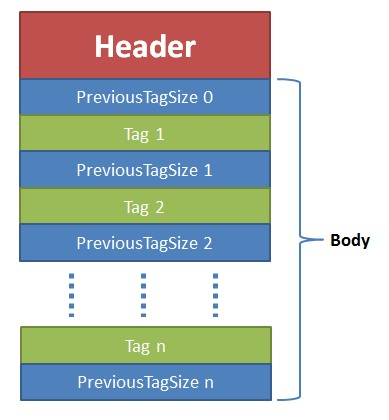 Header
PreviousTagSize 0
Tag 1
PreviousTagSize 1
Tag 2
PreviousTagSize 2
Body
Tag n
PreviousTagSize n